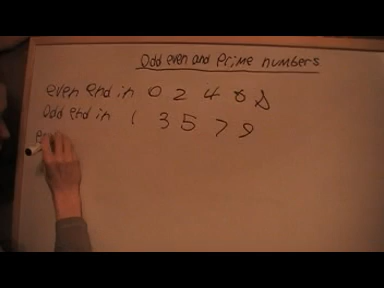 Odd even and Prime numbers
even end in 0 2 4 6 8
Odd end in 1 3 5 7 9